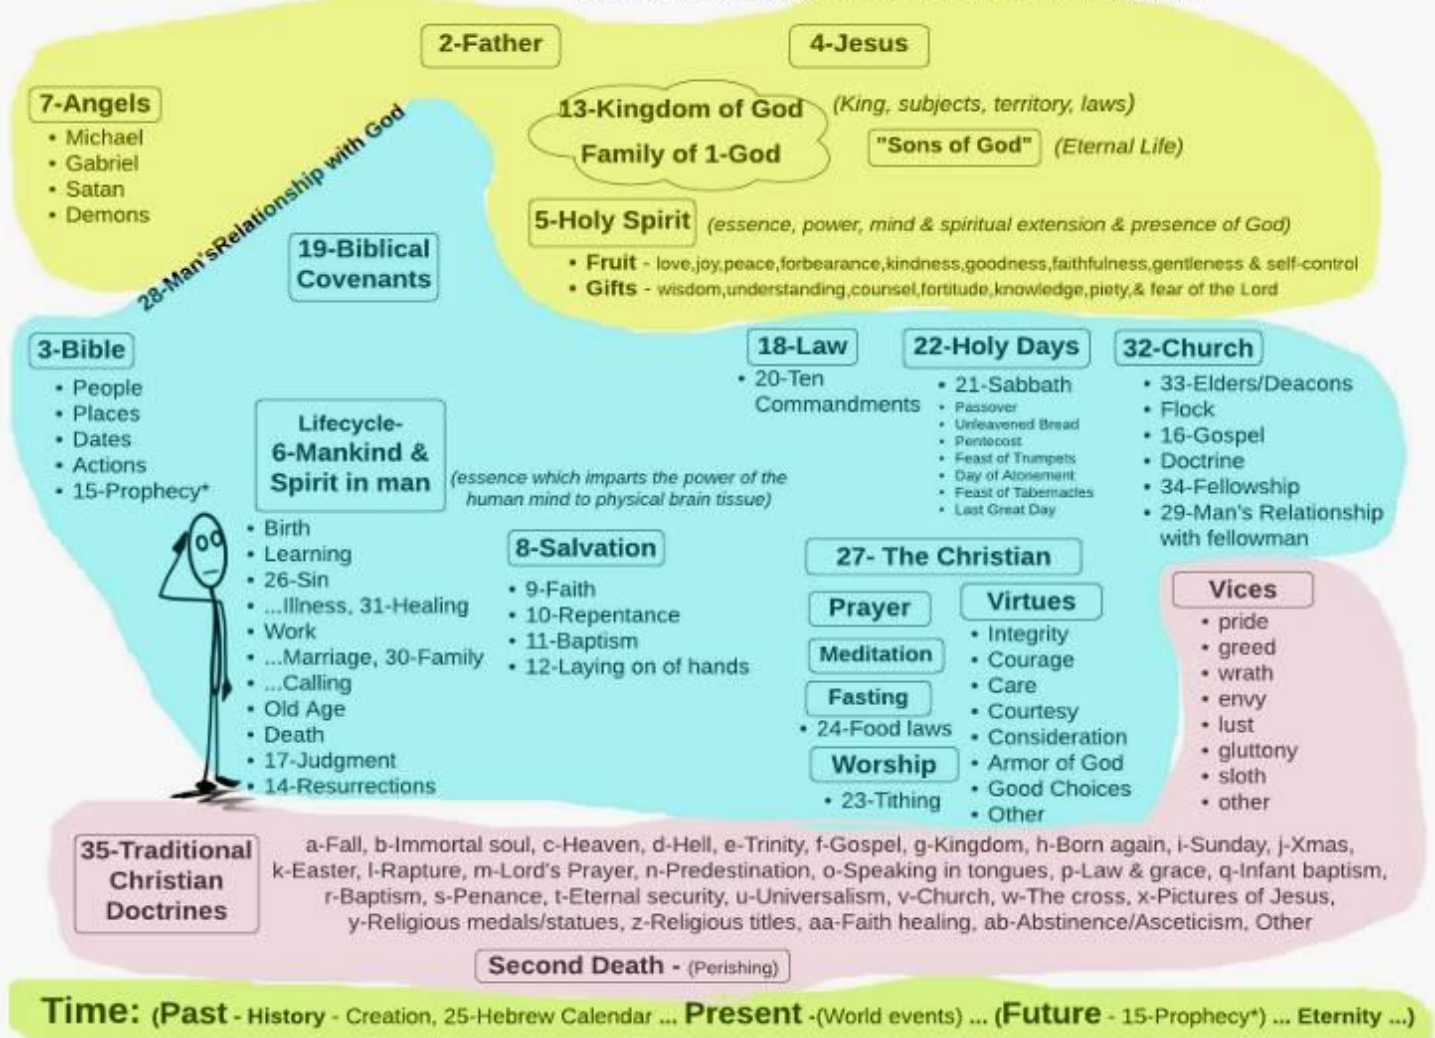 2-Father
4-Jesus
7-Angels
• Michael
• Gabriel
• Satan
• Demons
28-Man'sRelationship with God
13-Kingdom of God
Family of 1-God
(King, subjects, territory, laws)
"Sons of God" (Eternal Life)
5-Holy Spirit (essence, power, mind & spiritual extension & presence of God)
• Fruit - love,joy,peace,forbearance,kindness,goodness,faithfulness,gentleness & self-control
• Gifts - wisdom,understanding,counsel,fortitude,knowledge,piety,& fear of the Lord
19-Biblical
Covenants
3-Bible
• People
• Places
• Dates
• Actions
• 15-Prophecy*
Lifecycle-
6-Mankind &
Spirit in man
(essence which imparts the power of the
human mind to physical brain tissue)
• Birth
• Learning
• 26-Sin
• ...Illness, 31-Healing
• Work
• ...Marriage, 30-Family
• ...Calling
• Old Age
• Death
• 17-Judgment
• 14-Resurrections
8-Salvation
• 9-Faith
• 10-Repentance
• 11-Baptism
• 12-Laying on of hands
18-Law
• 20-Ten
Commandments
22-Holy Days
• 21-Sabbath
• Passover
• Unleavened Bread
• Pentecost
• Feast of Trumpets
• Day of Atonement
• Feast of Tabernacles
• Last Great Day
32-Church
• 33-Elders/Deacons
• Flock
• 16-Gospel
• Doctrine
• 34-Fellowship
• 29-Man's Relationship
with fellowman
27- The Christian
Prayer
Meditation
Fasting
• 24-Food laws
Worship
• 23-Tithing
Virtues
• Integrity
• Courage
• Care
• Courtesy
• Consideration
• Armor of God
• Good Choices
• Other
Vices
• pride
• greed
• wrath
• envy
• lust
• gluttony
• sloth
• other
35-Traditional
Christian
Doctrines
a-Fall, b-Immortal soul, c-Heaven, d-Hell, e-Trinity, f-Gospel, g-Kingdom, h-Born again, i-Sunday, j-Xmas,
k-Easter, l-Rapture, m-Lord's Prayer, n-Predestination, o-Speaking in tongues, p-Law & grace, q-Infant baptism,
r-Baptism, s-Penance, t-Eternal security, u-Universalism, v-Church, w-The cross, x-Pictures of Jesus,
y-Religious medals/statues, z-Religious titles, aa-Faith healing, ab-Abstinence/Asceticism, Other
Second Death - (Perishing)
Time: (Past - History - Creation, 25-Hebrew Calendar ... Present -(World events) ... (Future - 15-Prophecy*) ... Eternity ...)